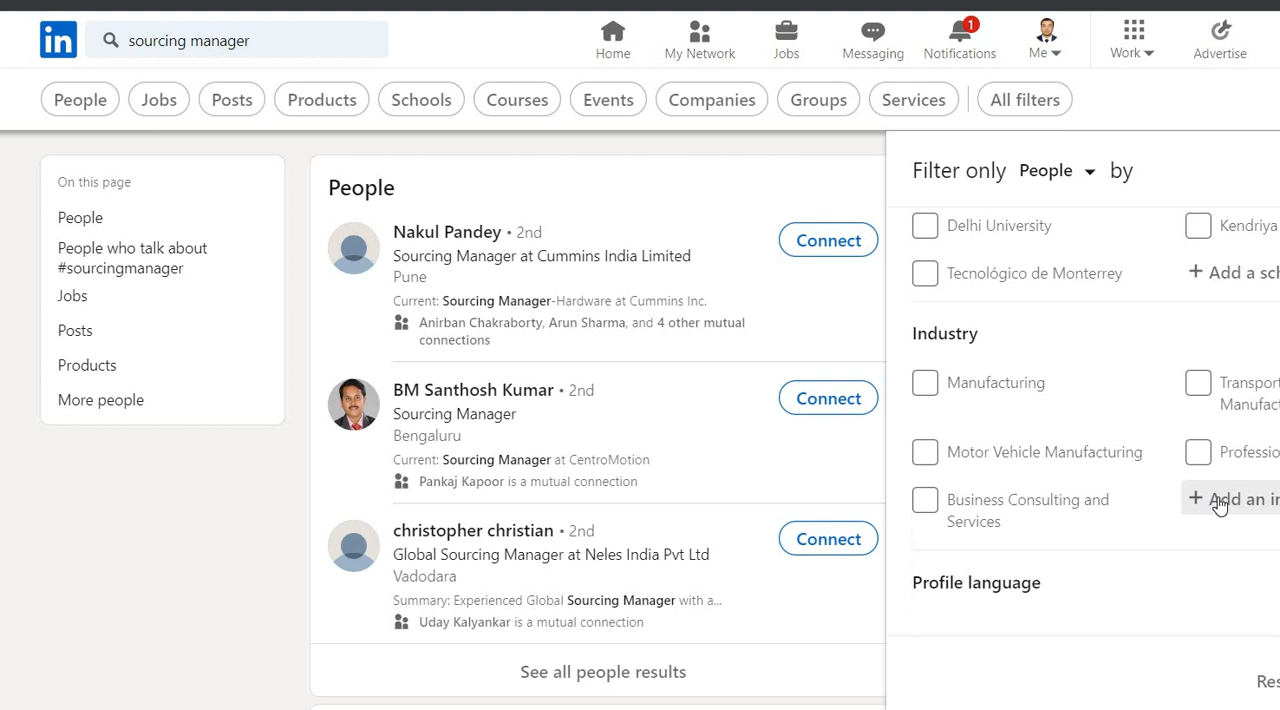 in
sourcing manager
Home
My Network
Jobs
Messaging
1
Notifications
Me
Work
Advertise
People
Jobs
Posts
Products
Schools
Courses
Events
Companies
Groups
Services
All filters
On this page
People
People who talk about
#sourcingmanager
Jobs
Posts
Products
More people
People
Nakul Pandey • 2nd
Sourcing Manager at Cummins India Limited
Pune
Current: Sourcing Manager-Hardware at Cummins Inc.
Anirban Chakraborty, Arun Sharma, and 4 other mutual
connections
Connect
BM Santhosh Kumar • 2nd
Sourcing Manager
Bengaluru
Current: Sourcing Manager at CentroMotion
Pankaj Kapoor is a mutual connection
Connect
christopher christian • 2nd
Global Sourcing Manager at Neles India Pvt Ltd
Vadodara
Summary: Experienced Global Sourcing Manager with a...
Uday Kalyankar is a mutual connection
Connect
See all people results
Filter only People by
Delhi University
Kendriya
Tecnológico de Monterrey
+ Add a sch
Industry
Manufacturing
Transport
Manufact
Motor Vehicle Manufacturing
Professio
Business Consulting and
Services
+ Add an in
Profile language
Res